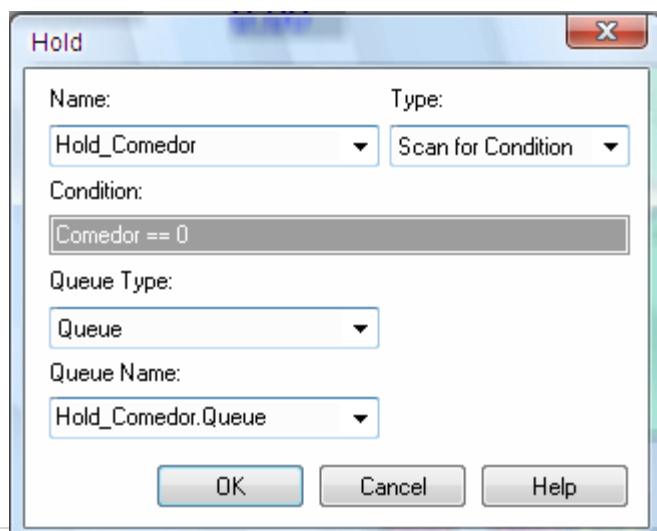 Hold
Name: Type:
Hold_Comedor Scan for Condition
Condition:
Comedor == 0
Queue Type:
Queue
Queue Name:
Hold_Comedor.Queue
OK Cancel Help